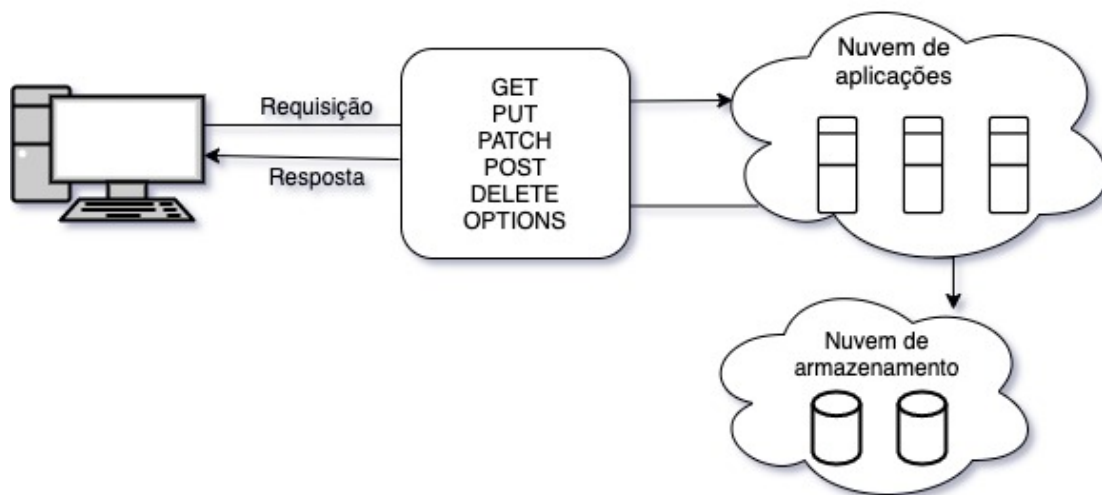 Requisição
Resposta
GET
PUT
PATCH
POST
DELETE
OPTIONS
Nuvem de
aplicações
Nuvem de
armazenamento